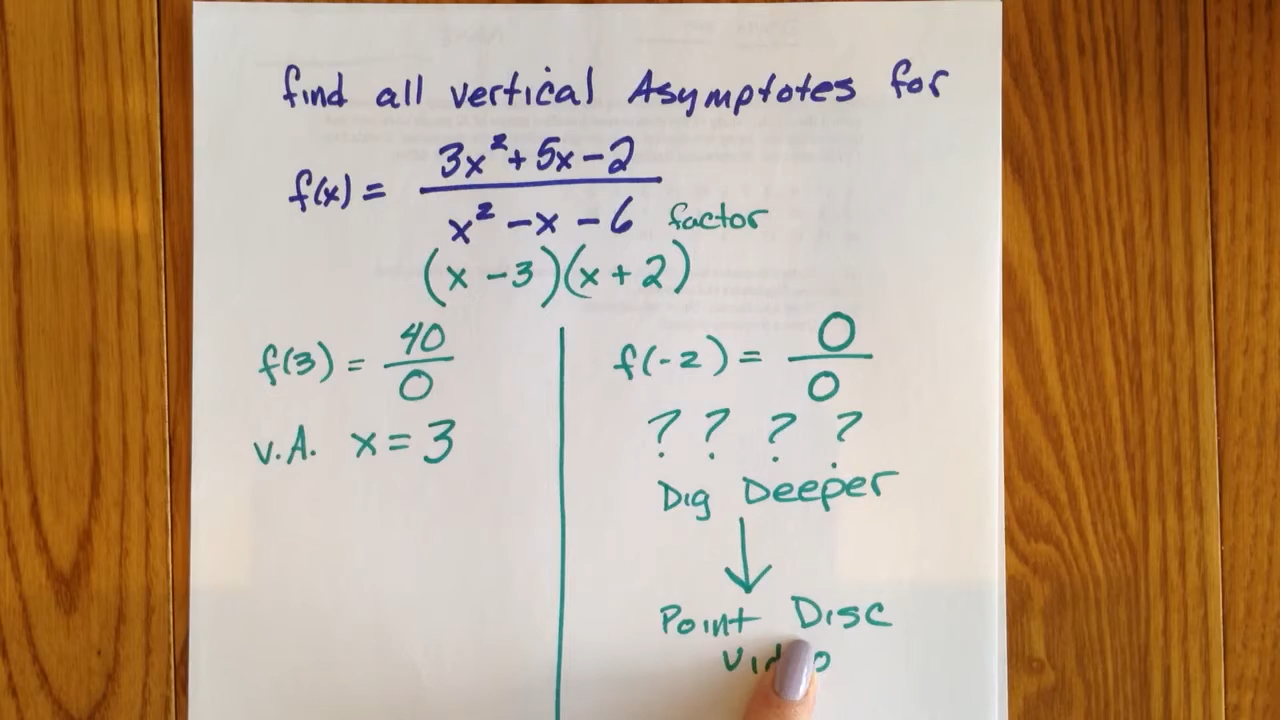 find all vertical Asymptotes for
f(x) = 3x² + 5x - 2
x² - x - 6 factor
(x - 3)(x + 2)
f(3) = 40/0
v.A. x = 3
f(-2) = 0/0
? ? ? ?
Dig Deeper
Point Disc